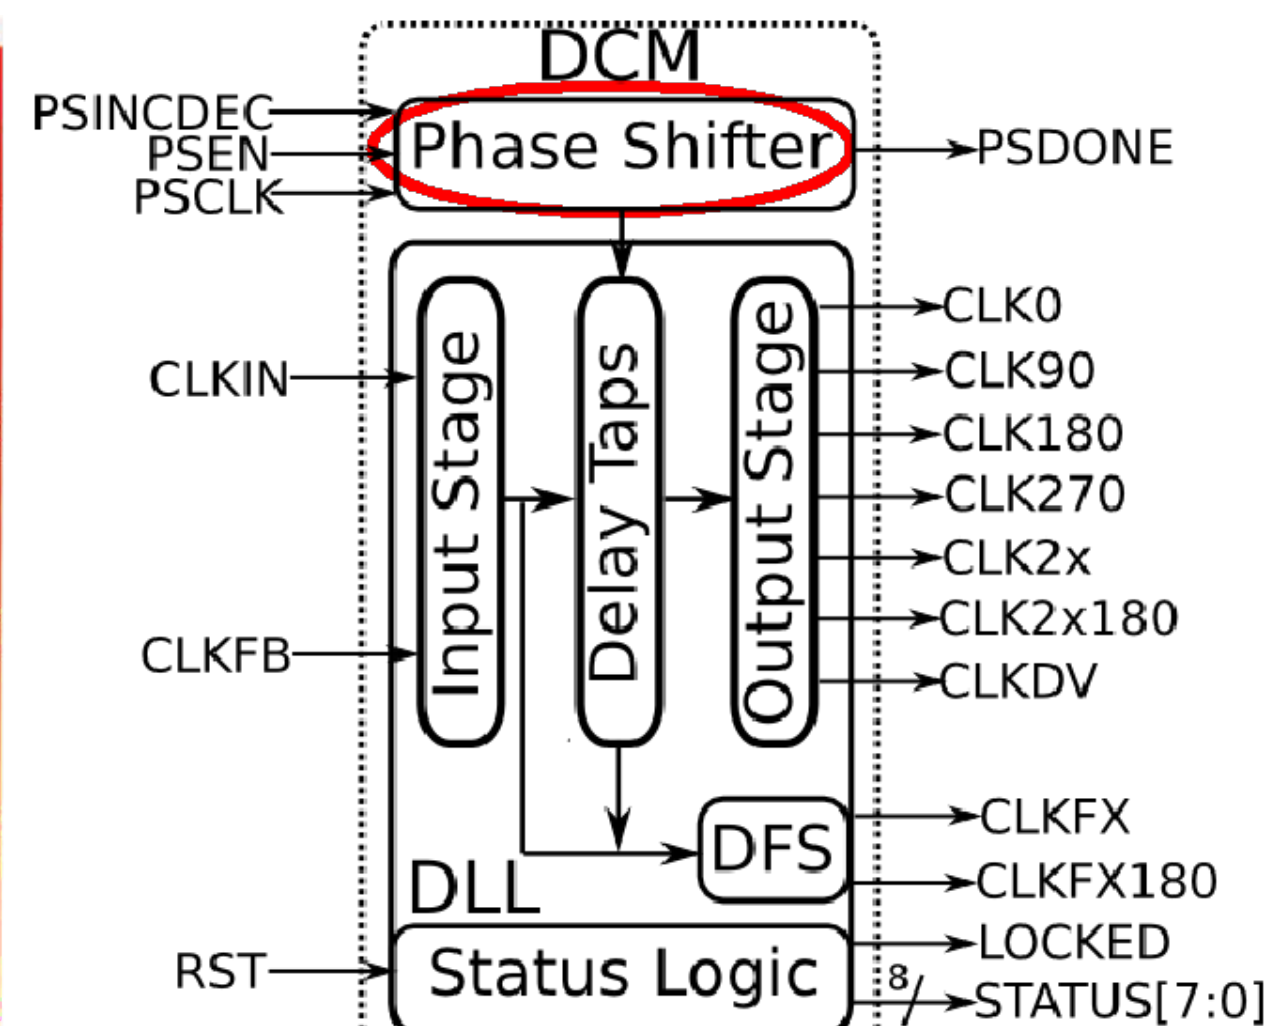 DCM
PSINCDEC
PSEN
PSCLK
Phase Shifter
PSDONE
CLKIN
CLKFB
Input Stage
Delay Taps
Output Stage
CLK0
CLK90
CLK180
CLK270
CLK2x
CLK2x180
CLKDV
DFS
CLKFX
CLKFX180
DLL
RST
Status Logic
LOCKED
8
STATUS[7:0]